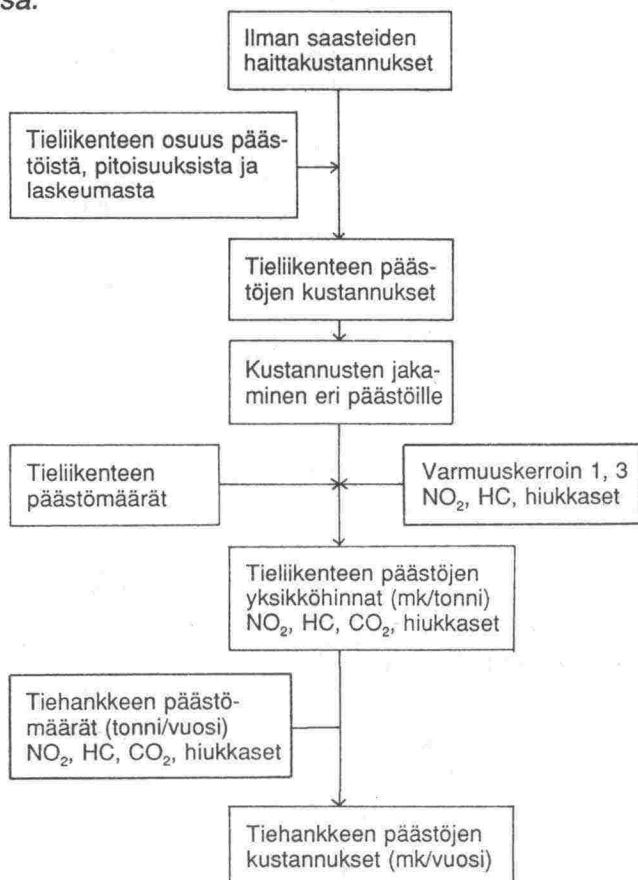 sa.
Ilman saasteiden
haittakustannukset
Tieliikenteen osuus pääs-
töistä, pitoisuuksista ja
laskeumasta
Tieliikenteen pääs-
töjen kustannukset
Kustannusten jaka-
minen eri päästöille
Tieliikenteen
päästömäärät
Varmuuskerroin 1, 3
NO₂, HC, hiukkaset
Tieliikenteen päästöjen
yksikköhinnat (mk/tonni)
NO₂, HC, CO₂, hiukkaset
Tiehankkeen päästö-
määrät (tonni/vuosi)
NO₂, HC, CO₂, hiukkaset
Tiehankkeen päästöjen
kustannukset (mk/vuosi)